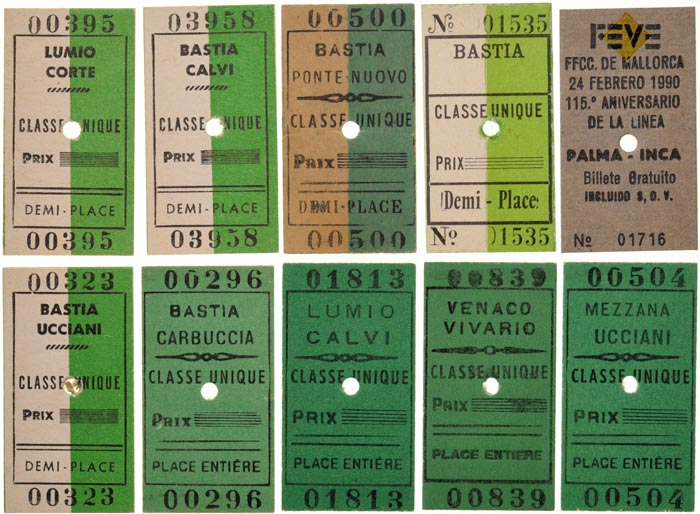 00395
LUMIO
CORTE
CLASSE UNIQUE
PRIX
DEMI-PLACE
00395
03958
BASTIA
CALVI
CLASSE UNIQUE
PRIX
DEMI-PLACE
03958
00500
BASTIA
PONTE-NUOVO
CLASSE UNIQUE
PRIX
DEMI-PLACE
00500
No 01535
BASTIA
CLASSE UNIQUE
PRIX
Demi - Place
No 01535
FEVE
FFCC. DE MALLORCA
24 FEBRERO 1990
115.º ANIVERSARIO
DE LA LINEA
PALMA - INCA
Billete Gratuito
INCLUIDO S.O.V.
No 01716
00323
BASTIA
UCCIANI
CLASSE UNIQUE
PRIX
DEMI-PLACE
00323
00296
BASTIA
CARBUCCIA
CLASSE UNIQUE
PRIX
PLACE ENTIÉRE
00296
01813
LUMIO
CALVI
CLASSE UNIQUE
PRIX
PLACE ENTIÉRE
01813
00839
VENACO
VIVARIO
CLASSE UNIQUE
PRIX
PLACE ENTIERE
00839
00504
MEZZANA
UCCIANI
CLASSE UNIQUE
PRIX
PLACE ENTIÉRE
00504